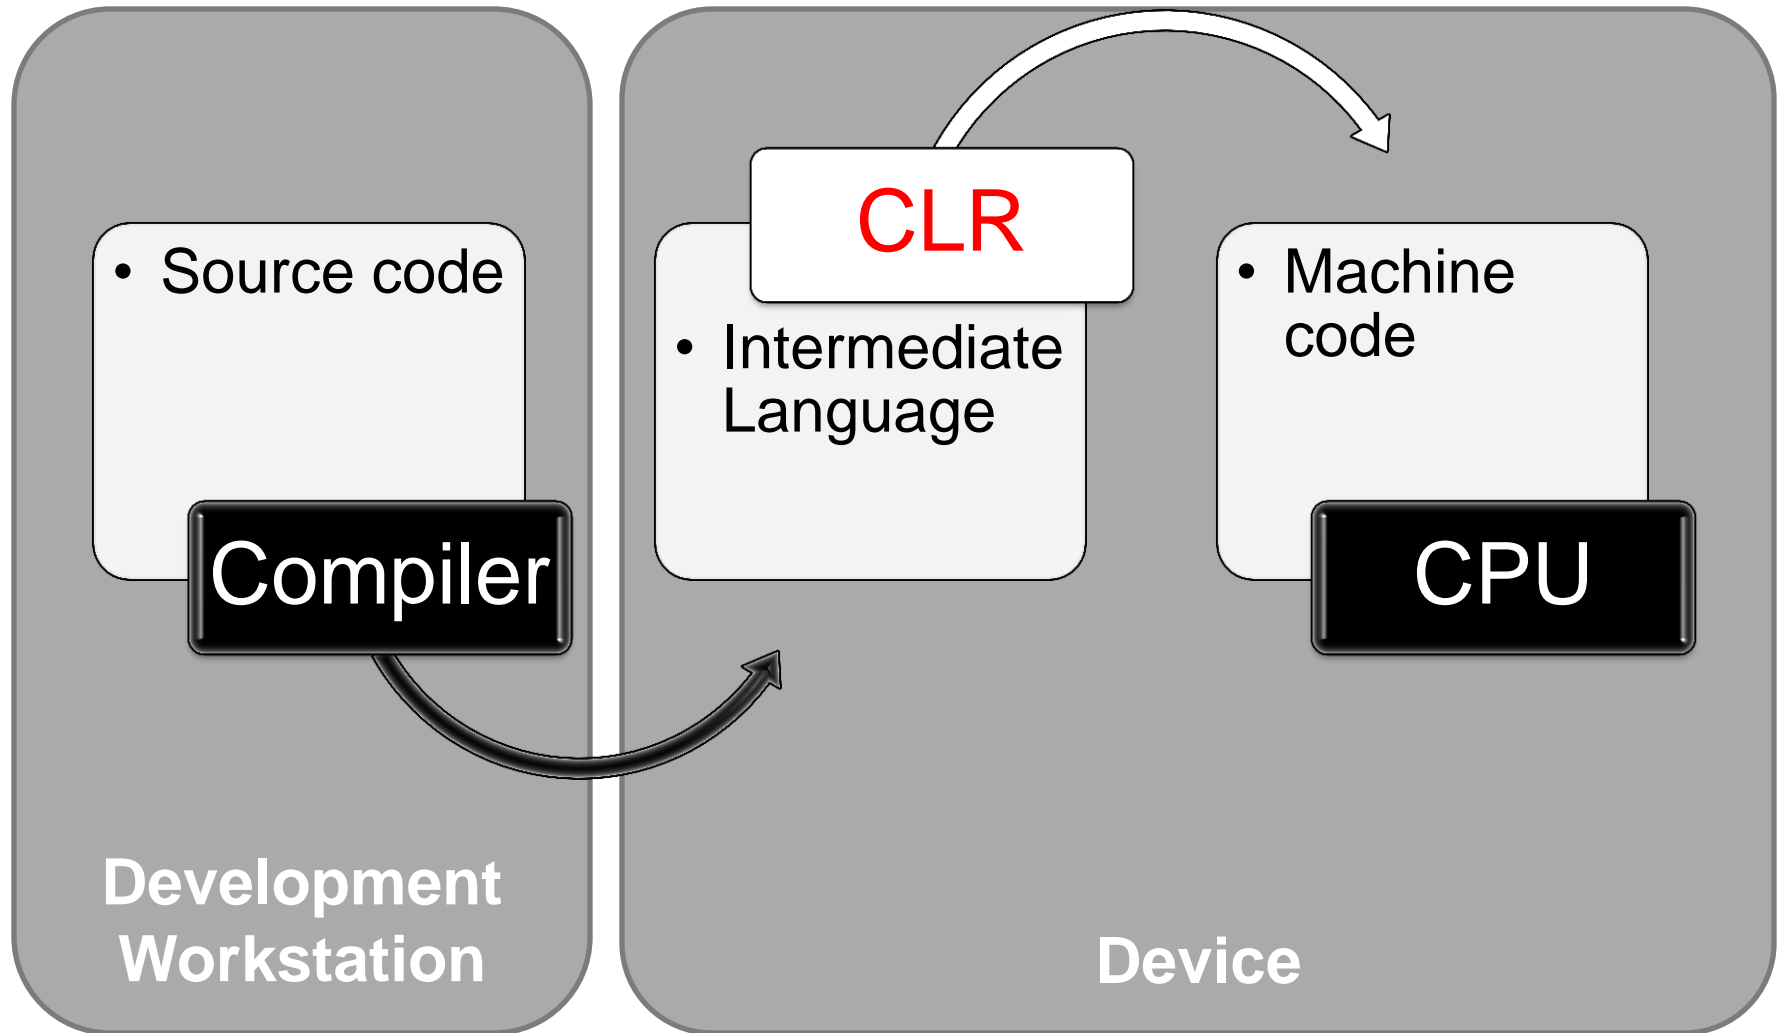 • Source code
Compiler
Development
Workstation
CLR
• Intermediate
Language
• Machine
code
CPU
Device